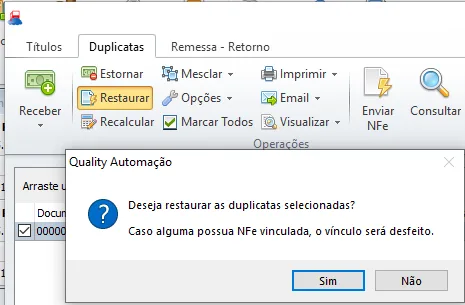 Títulos Duplicatas Remessa - Retorno
Estornar Mesclar Imprimir
Restaurar Opções Email
Receber Recalcular Marcar Todos Visualizar Enviar NFe Consultar
Operações
Quality Automação
Arraste u
Deseja restaurar as duplicatas selecionadas?
Docum
Caso alguma possua NFe vinculada, o vínculo será desfeito.
00000
Sim Não